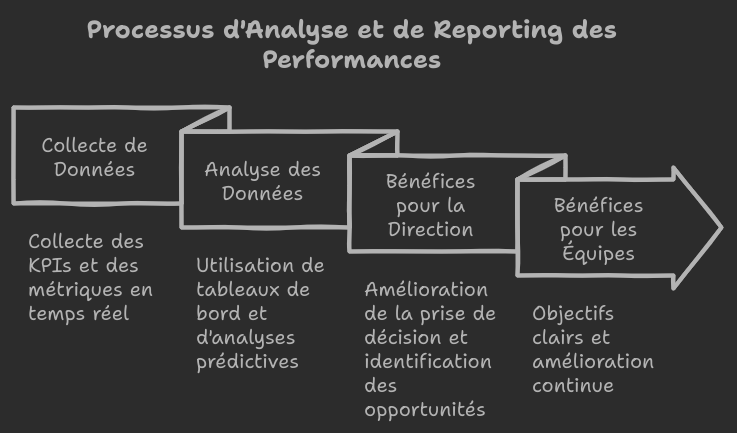 Processus d'Analyse et de Reporting des
Performances
Collecte de
Données
Analyse des
Données
Bénéfices
pour la
Direction
Bénéfices
pour les
Équipes
Collecte des
KPIs et des
métriques en
temps réel
Utilisation de
tableaux de
bord et
d'analyses
prédictives
Amélioration
de la prise de
décision et
identification
des
opportunités
Objectifs
clairs et
amélioration
continue